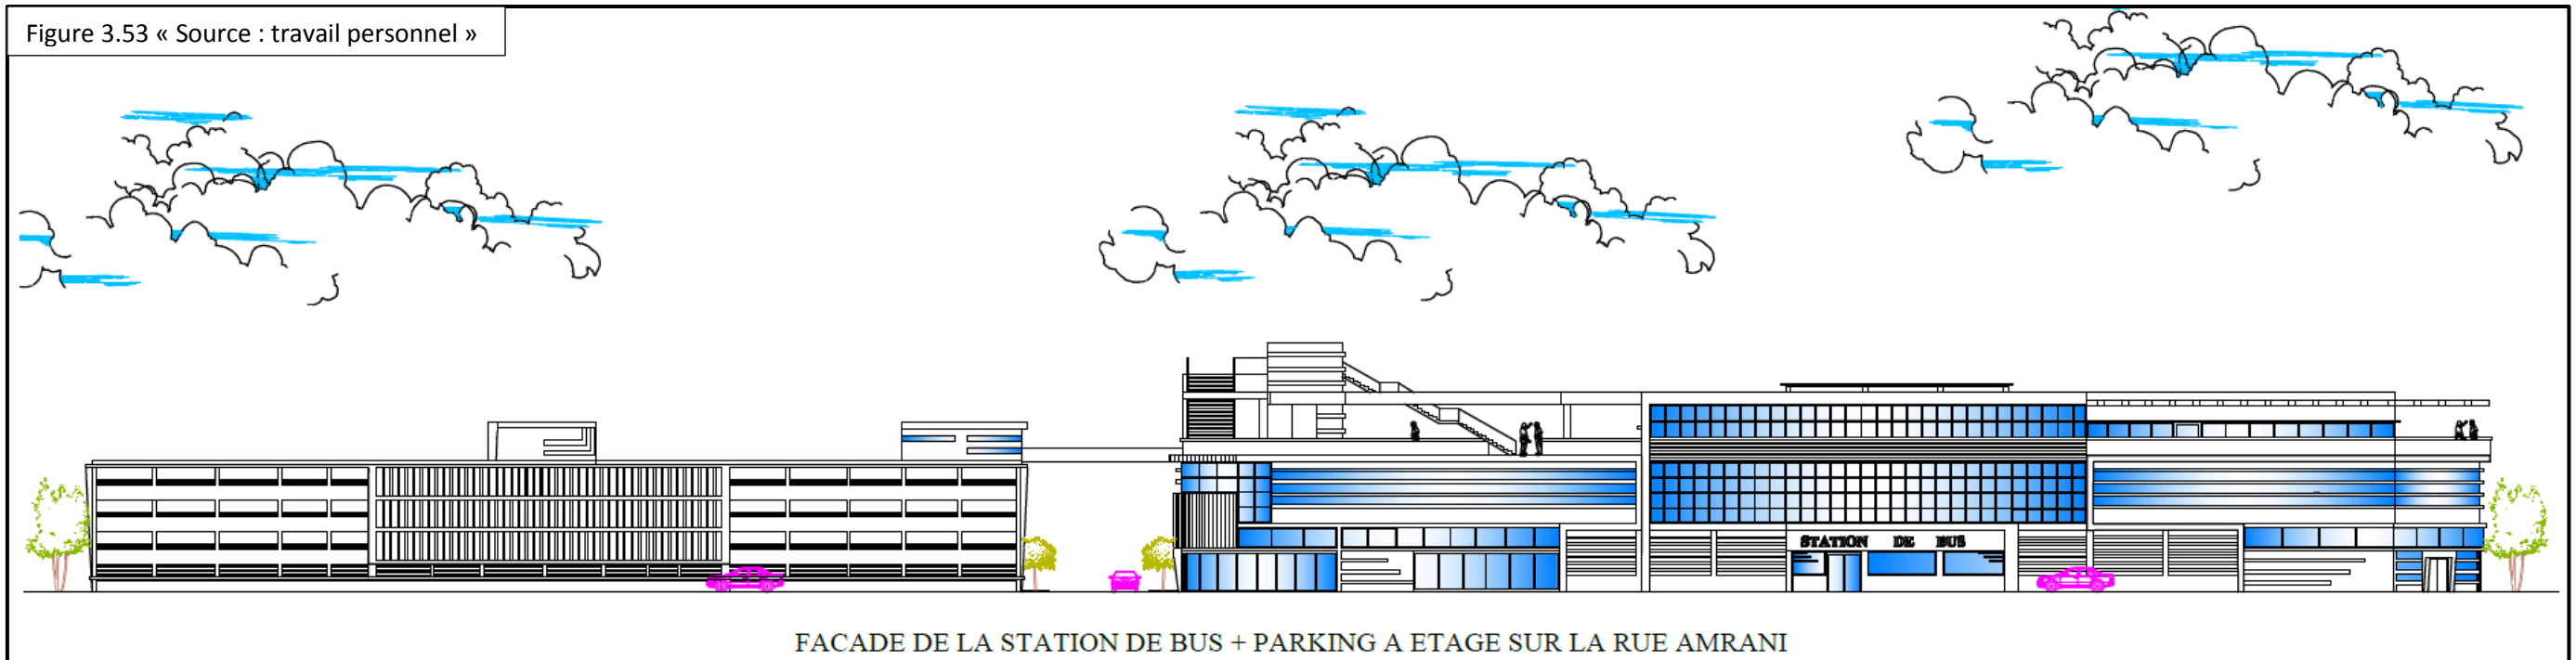 Figure 3.53 « Source : travail personnel »
STATION DE BUS
FACADE DE LA STATION DE BUS + PARKING A ETAGE SUR LA RUE AMRANI